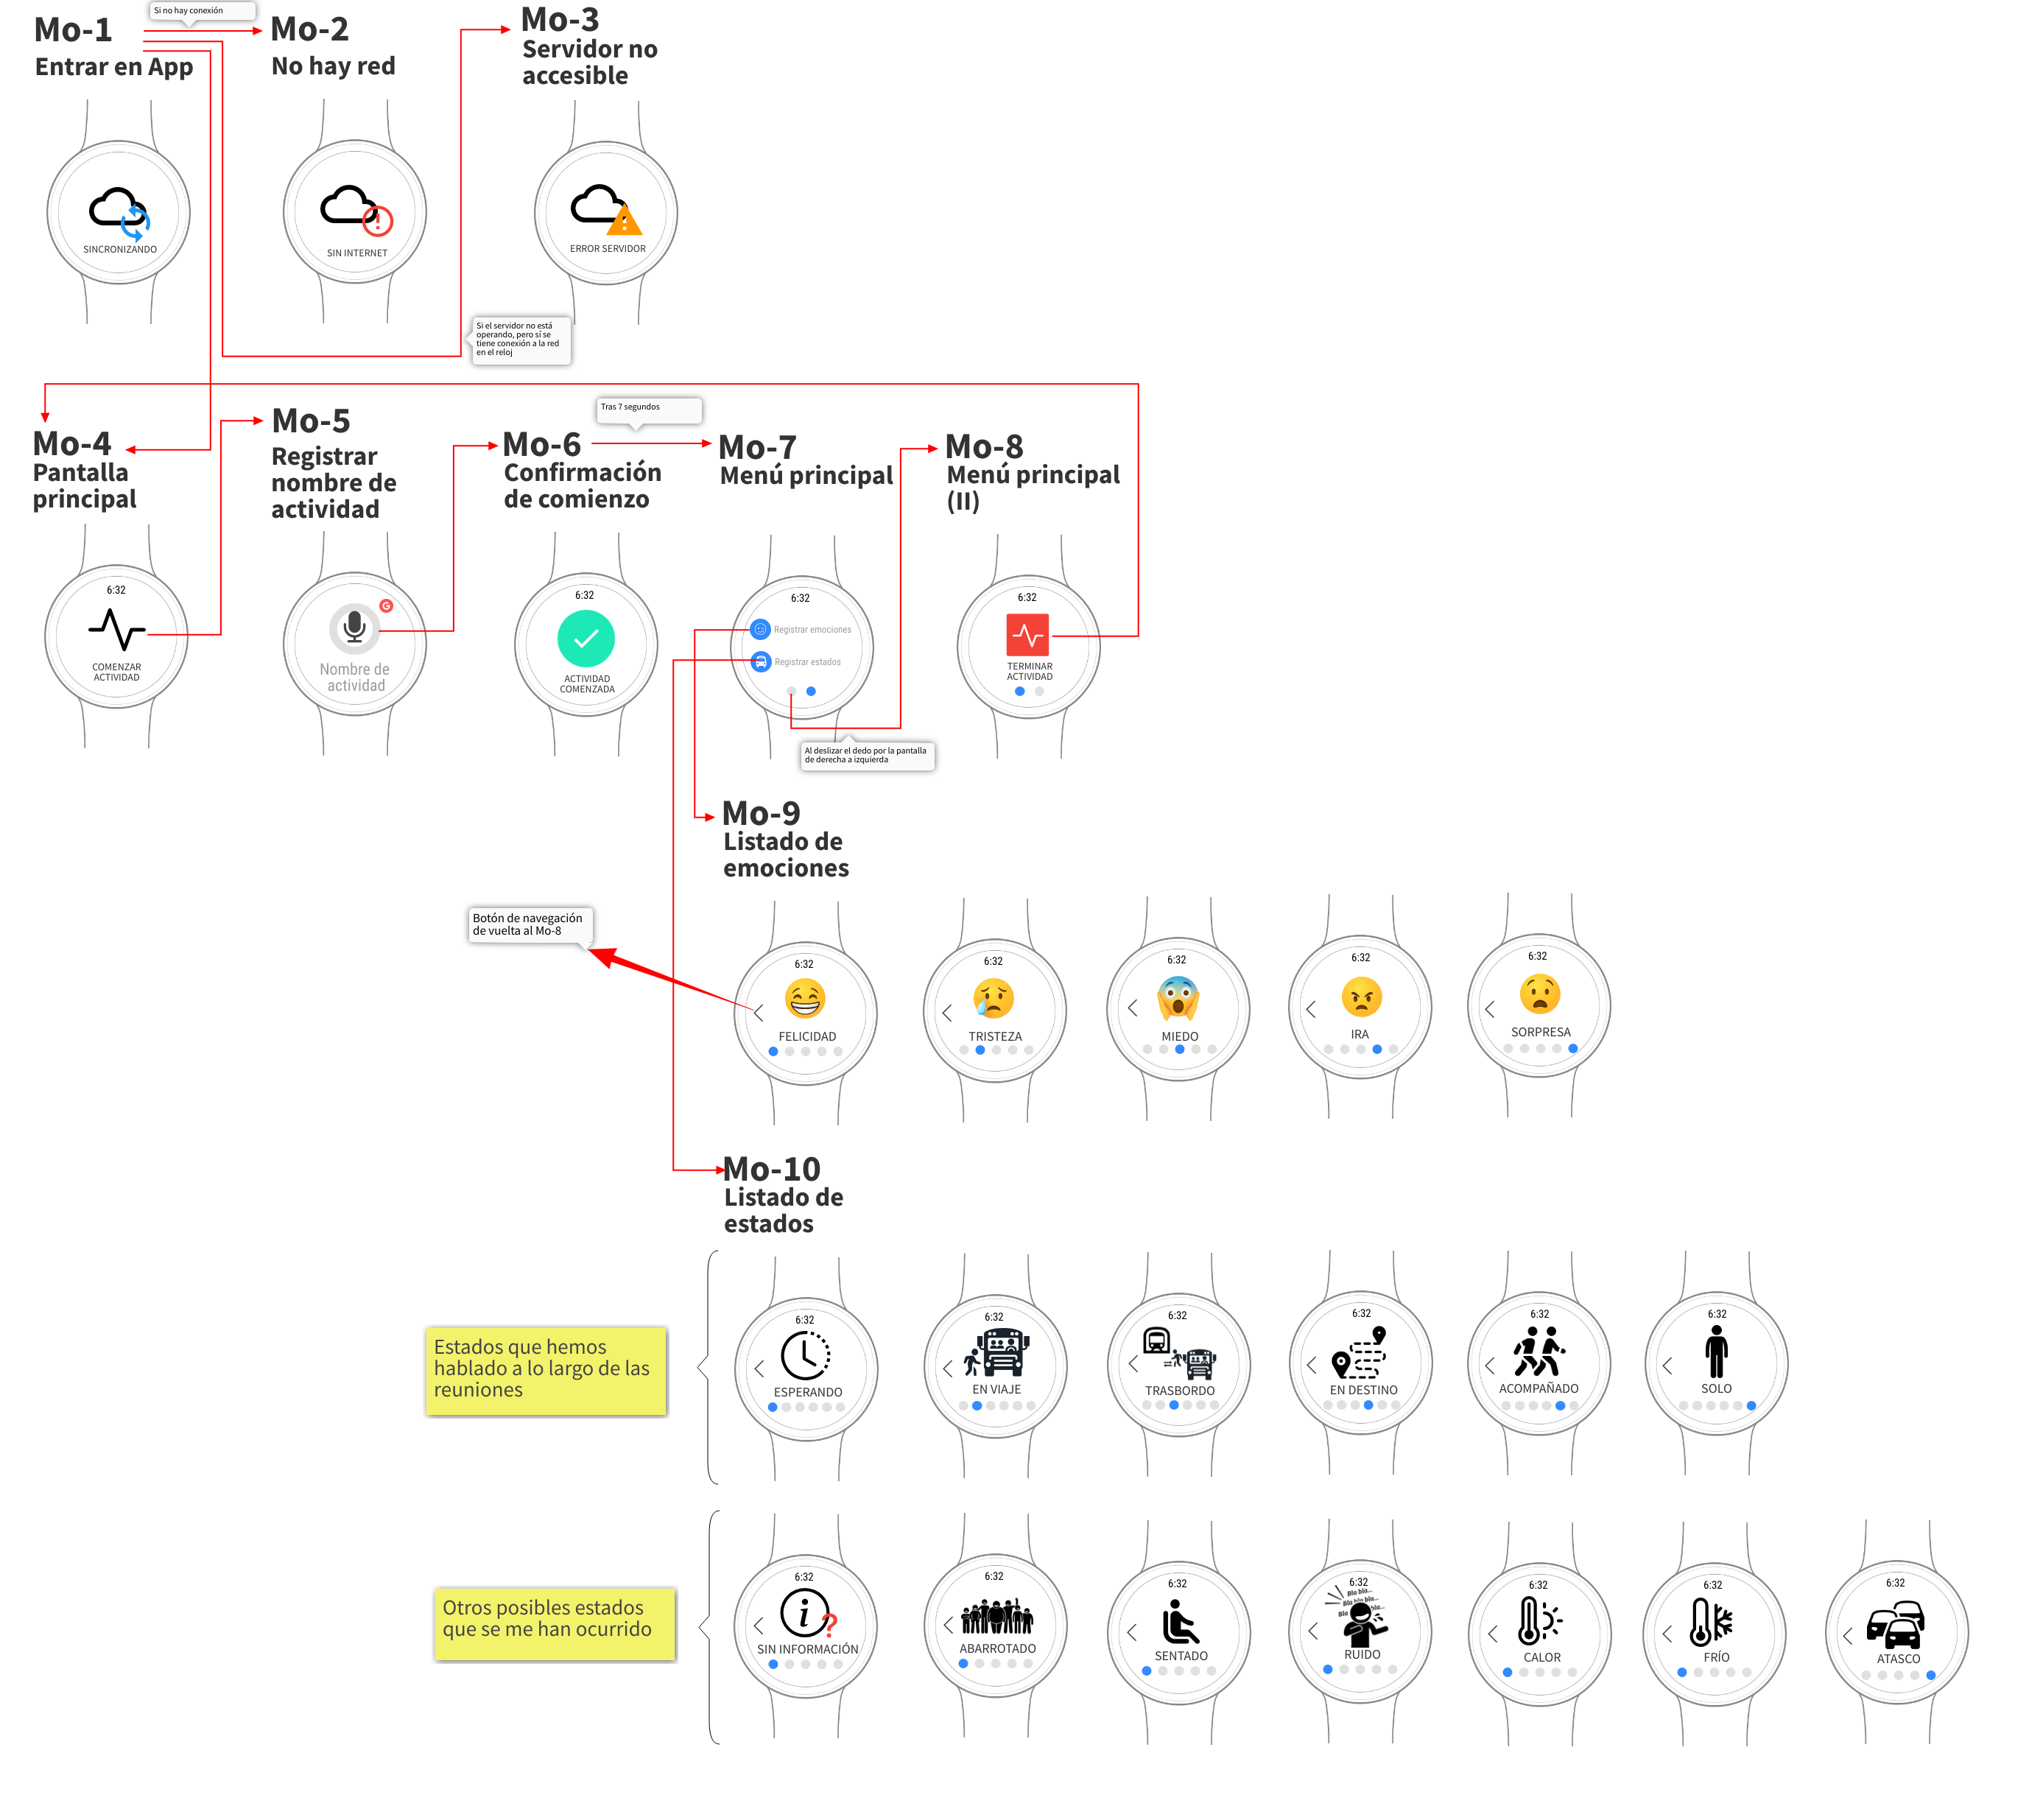 Si no hay conexión
Mo-1
Entrar en App
Mo-2
No hay red
Mo-3
Servidor no
accesible
SINCRONIZANDO
SIN INTERNET
ERROR SERVIDOR
Si el servidor no está
operando, pero sí se
tiene conexión a la red
en el reloj
Tras 7 segundos
Mo-4
Pantalla
principal
Mo-5
Registrar
nombre de
actividad
Mo-6
Confirmación
de comienzo
Mo-7
Menú principal
Mo-8
Menú principal
(II)
6:32
COMENZAR
ACTIVIDAD
G
Nombre de
actividad
6:32
ACTIVIDAD
COMENZADA
6:32
Registrar emociones
Registrar estados
6:32
TERMINAR
ACTIVIDAD
Al deslizar el dedo por la pantalla
de derecha a izquierda
Mo-9
Listado de
emociones
Botón de navegación
de vuelta al Mo-8
6:32
FELICIDAD
6:32
TRISTEZA
6:32
MIEDO
6:32
IRA
6:32
SORPRESA
Mo-10
Listado de
estados
Estados que hemos
hablado a lo largo de las
reuniones
6:32
ESPERANDO
6:32
EN VIAJE
6:32
TRASBORDO
6:32
EN DESTINO
6:32
ACOMPAÑADO
6:32
SOLO
Otros posibles estados
que se me han ocurrido
6:32
i?
SIN INFORMACIÓN
6:32
ABARROTADO
6:32
SENTADO
6:32
Bla bla...
Bla bla bla...
Bla bla bla...
RUIDO
6:32
CALOR
6:32
FRÍO
6:32
ATASCO